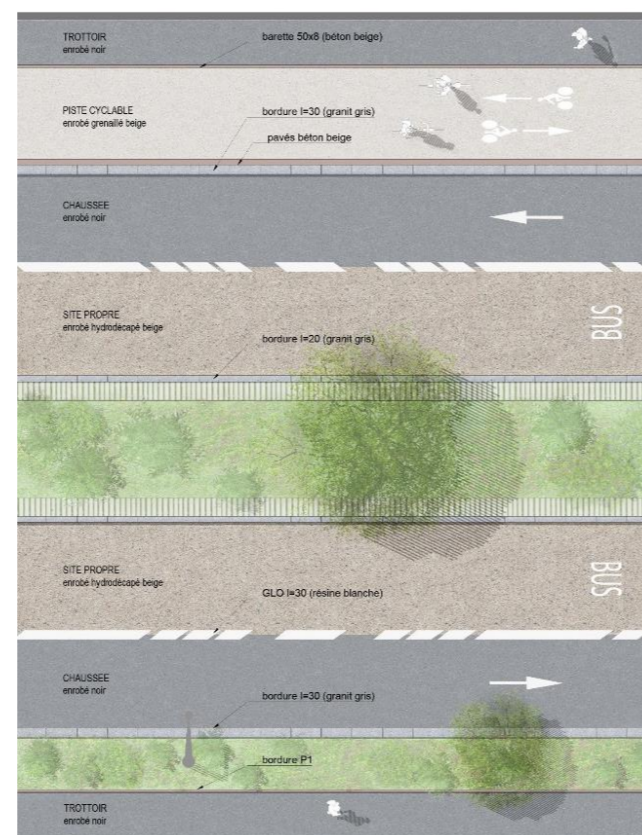 TROTTOIR
enrobé noir
barette 50x8 (béton beige)
PISTE CYCLABLE
enrobé grenaillé beige
bordure l=30 (granit gris)
pavés béton beige
CHAUSSEE
enrobé noir
SITE PROPRE
enrobé hydrodécapé beige
BUS
bordure l=20 (granit gris)
SITE PROPRE
enrobé hydrodécapé beige
BUS
GLO l=30 (résine blanche)
CHAUSSEE
enrobé noir
bordure l=30 (granit gris)
bordure P1
TROTTOIR
enrobé noir